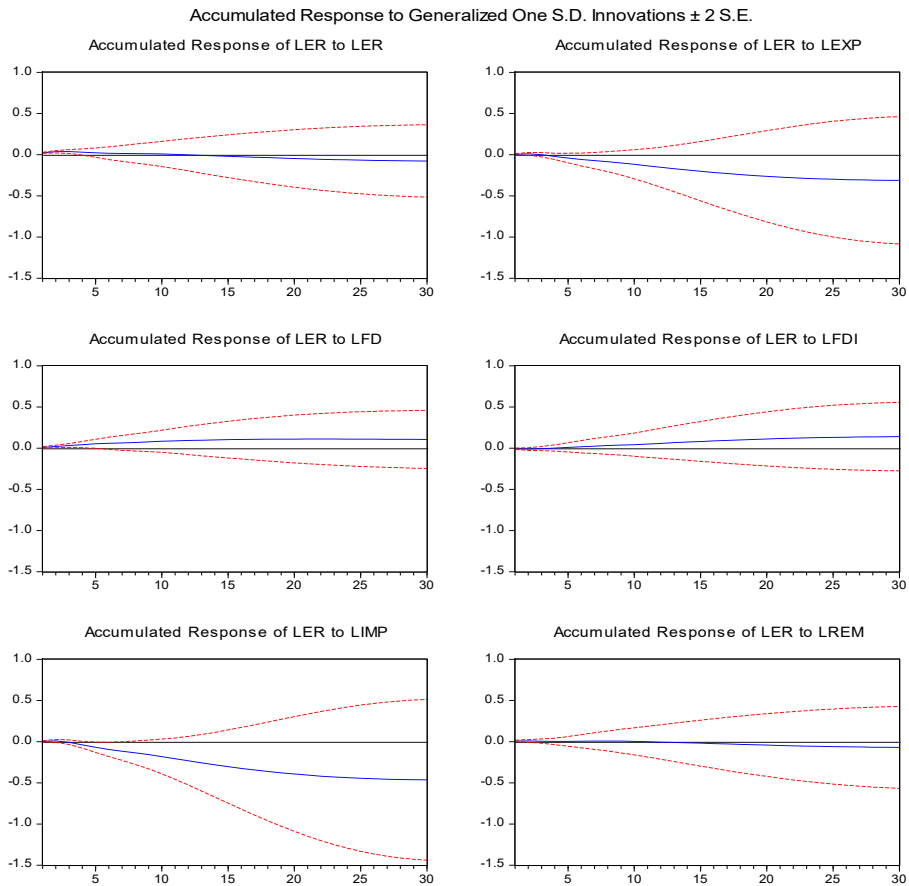 Accumulated Response to Generalized One S.D. Innovations ± 2 S.E.
Accumulated Response of LER to LER
1.0
0.5
0.0
-0.5
-1.0
-1.5
5 10 15 20 25 30
Accumulated Response of LER to LEXP
1.0
0.5
0.0
-0.5
-1.0
-1.5
5 10 15 20 25 30
Accumulated Response of LER to LFD
1.0
0.5
0.0
-0.5
-1.0
-1.5
5 10 15 20 25 30
Accumulated Response of LER to LFDI
1.0
0.5
0.0
-0.5
-1.0
-1.5
5 10 15 20 25 30
Accumulated Response of LER to LIMP
1.0
0.5
0.0
-0.5
-1.0
-1.5
5 10 15 20 25 30
Accumulated Response of LER to LREM
1.0
0.5
0.0
-0.5
-1.0
-1.5
5 10 15 20 25 30